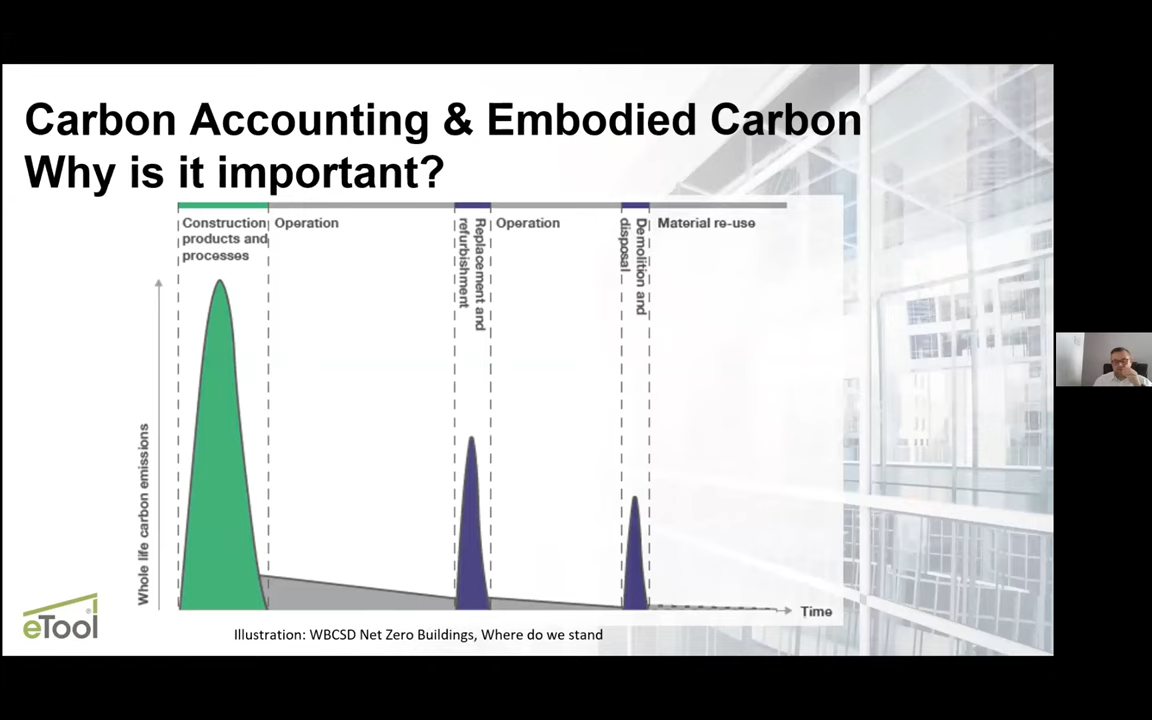 Carbon Accounting & Embodied Carbon
Why is it important?
Construction
products and
processes
Operation
Replacement and
refurbishment
Operation
Demolition and
disposal
Material re-use
Whole life carbon emissions
Time
eTool
Illustration: WBCSD Net Zero Buildings, Where do we stand